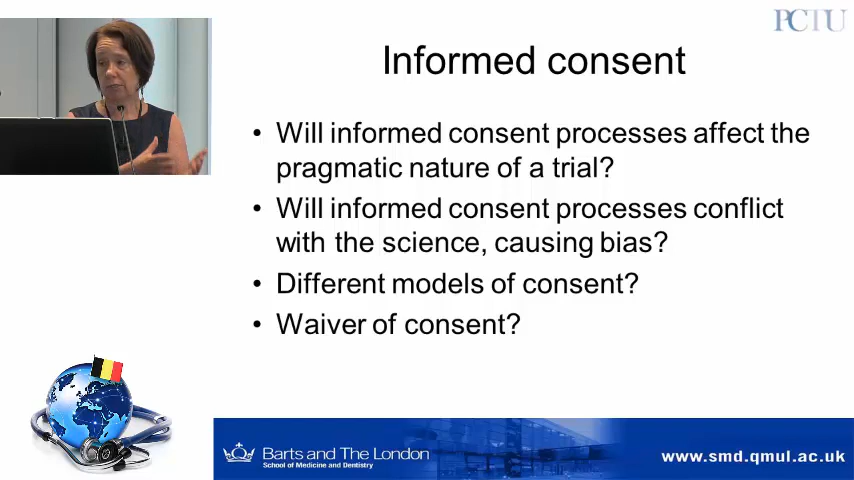 PCTU
Informed consent
• Will informed consent processes affect the
pragmatic nature of a trial?
• Will informed consent processes conflict
with the science, causing bias?
• Different models of consent?
• Waiver of consent?
Barts and The London
School of Medicine and Dentistry
www.smd.qmul.ac.uk